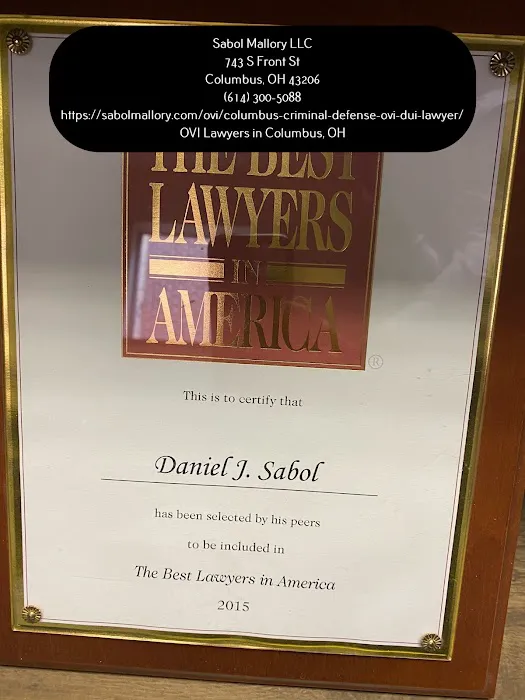 Sabol Mallory LLC
743 S Front St
Columbus, OH 43206
(614) 300-5088
https://sabolmallory.com/ovi/columbus-criminal-defense-ovi-dui-lawyer/
OVI Lawyers in Columbus, OH
THE BEST
LAWYERS
IN
AMERICA
®
This is to certify that
Daniel J. Sabol
has been selected by his peers
to be included in
The Best Lawyers in America
2015